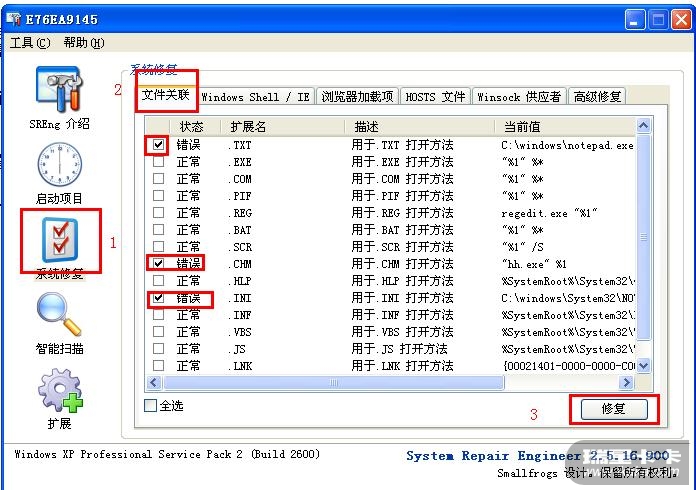 E76EA9145
工具(C) 帮助(H)
系统修复
2
文件关联 Windows Shell / IE 浏览器加载项 HOSTS 文件 Winsock 供应者 高级修复
SREng 介绍
启动项目
1
系统修复
智能扫描
扩展
状态 扩展名 描述 当前值
错误 .TXT 用于.TXT 打开方法 C:\windows\notepad.exe
正常 .EXE 用于.EXE 打开方法 "%1" %*
正常 .COM 用于.COM 打开方法 "%1" %*
正常 .PIF 用于.PIF 打开方法 "%1" %*
正常 .REG 用于.REG 打开方法 regedit.exe "%1"
正常 .BAT 用于.BAT 打开方法 "%1" %*
正常 .SCR 用于.SCR 打开方法 "%1" /S
错误 .CHM 用于.CHM 打开方法 "hh.exe" %1
正常 .HLP 用于.HLP 打开方法 %SystemRoot%\System32\
错误 .INI 用于.INI 打开方法 C:\windows\System32\NO
正常 .INF 用于.INF 打开方法 %SystemRoot%\System32\
正常 .VBS 用于.VBS 打开方法 %SystemRoot%\System32\
正常 .JS 用于.JS 打开方法 %SystemRoot%\System32\
正常 .LNK 用于.LNK 打开方法 {00021401-0000-0000-C0
全选
3
修复
Windows XP Professional Service Pack 2 (Build 2600)
System Repair Engineer 2.5.16.900
Smallfrogs 设计。保留所有权利。